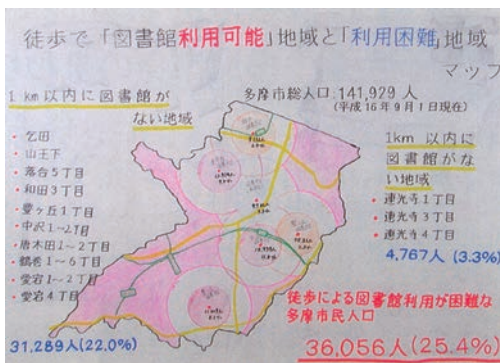 徒歩で「図書館利用可能」地域と「利用困難」地域
マップ
1km以内に図書館が
ない地域
・乞田
・山王下
・落合5丁目
・和田3丁目
・豊ヶ丘1丁目
・中沢1~2丁目
・唐木田1~2丁目
・鶴牧1~6丁目
・愛宕1~2丁目
・愛宕4丁目
31,289人(22.0%)
多摩市総人口:141,929人
(平成16年9月1日現在)
1km以内に
図書館がな
い地域
・連光寺1丁目
・連光寺3丁目
・連光寺4丁目
4,767人(3.3%)
徒歩による図書館利用が困難な
多摩市民人口
36,056人(25.4%)